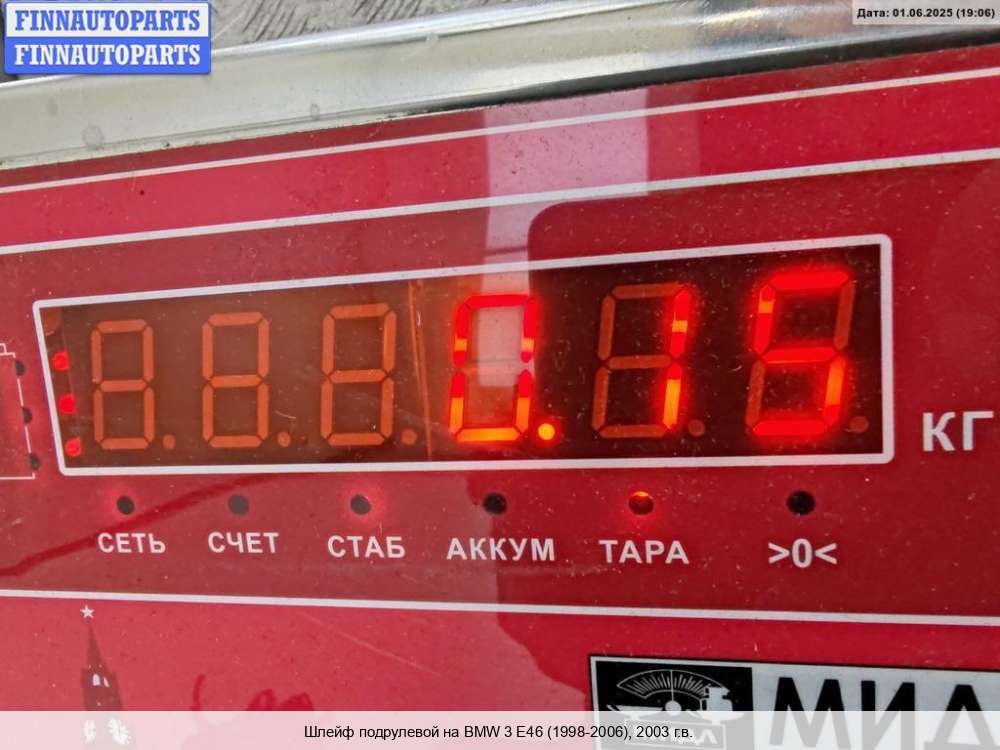 FINNAUTOPARTS
FINNAUTOPARTS
Дата: 01.06.2025 (19:06)
0.15
КГ
СЕТЬ СЧЕТ СТАБ АККУМ ТАРА >0<
МИД
Шлейф подрулевой на BMW 3 E46 (1998-2006), 2003 г.в.